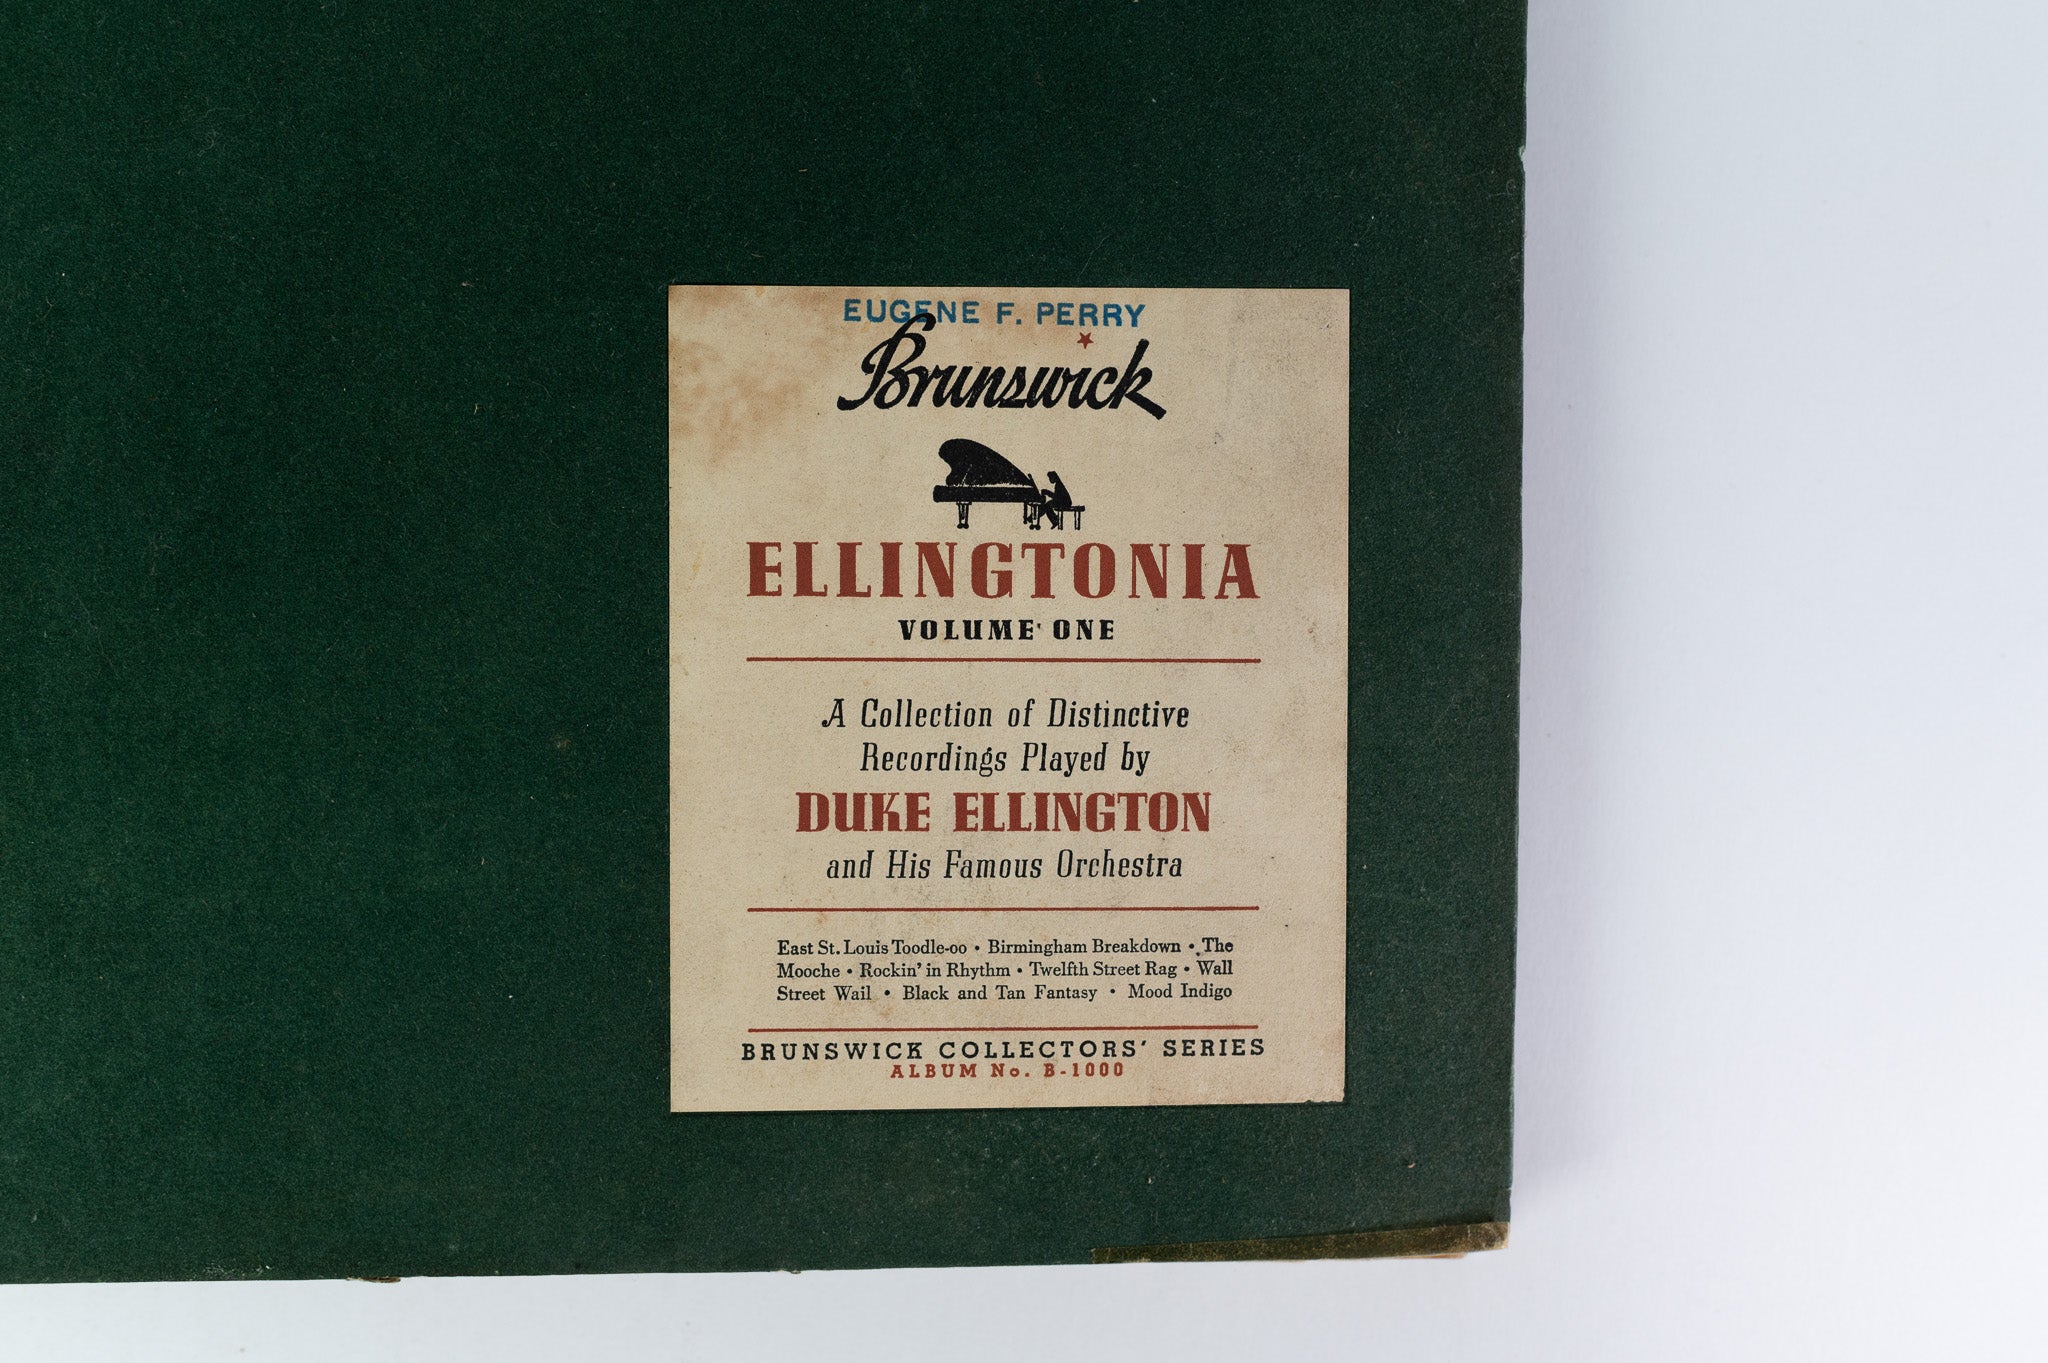 EUGENE F. PERRY
Brunswick
ELLINGTONIA
VOLUME ONE
A Collection of Distinctive
Recordings Played by
DUKE ELLINGTON
and His Famous Orchestra
East St. Louis Toodle-oo • Birmingham Breakdown • The
Mooche • Rockin' in Rhythm • Twelfth Street Rag • Wall
Street Wail • Black and Tan Fantasy • Mood Indigo
BRUNSWICK COLLECTORS' SERIES
ALBUM No. B-1000